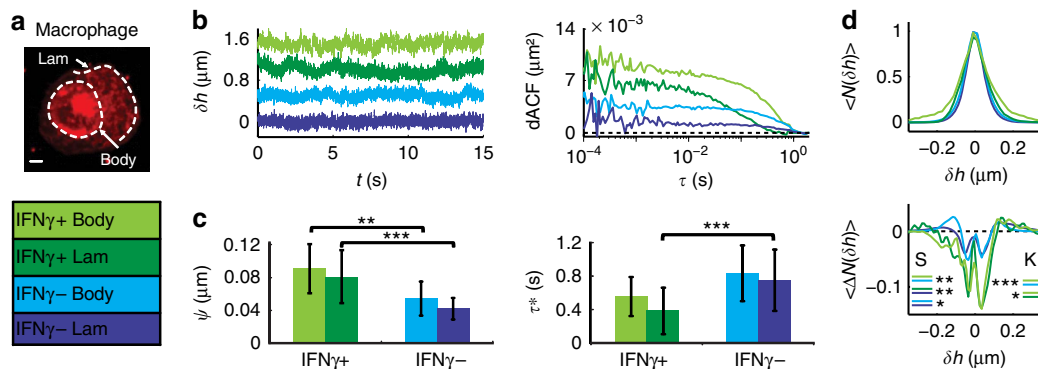 a
Macrophage
Lam
Body
IFNγ+ Body
IFNγ+ Lam
IFNγ− Body
IFNγ− Lam
b
δh (μm)
1.6
0.8
0
0 5 10 15
t (s)
× 10⁻³
dACF (μm²)
14
7
0
10⁻⁴ 10⁻² 10⁰
τ (s)
c
** 
***
ψ (μm)
0.12
0.08
0.04
0
IFNγ+ IFNγ−
***
τ* (s)
1.2
0.8
0.4
0
IFNγ+ IFNγ−
d
<N(δh)>
1
0.5
0
−0.2 0 0.2
δh (μm)
<ΔN(δh)>
0
−0.1
S K
** ***
** *
*
−0.2 0 0.2
δh (μm)